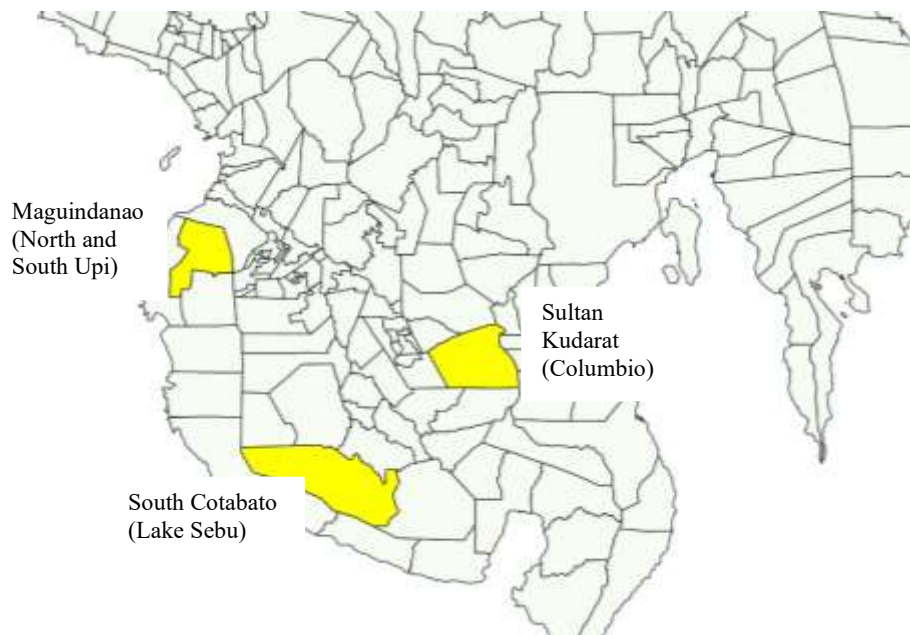 Maguindanao
(North and
South Upi)
Sultan
Kudarat
(Columbio)
South Cotabato
(Lake Sebu)